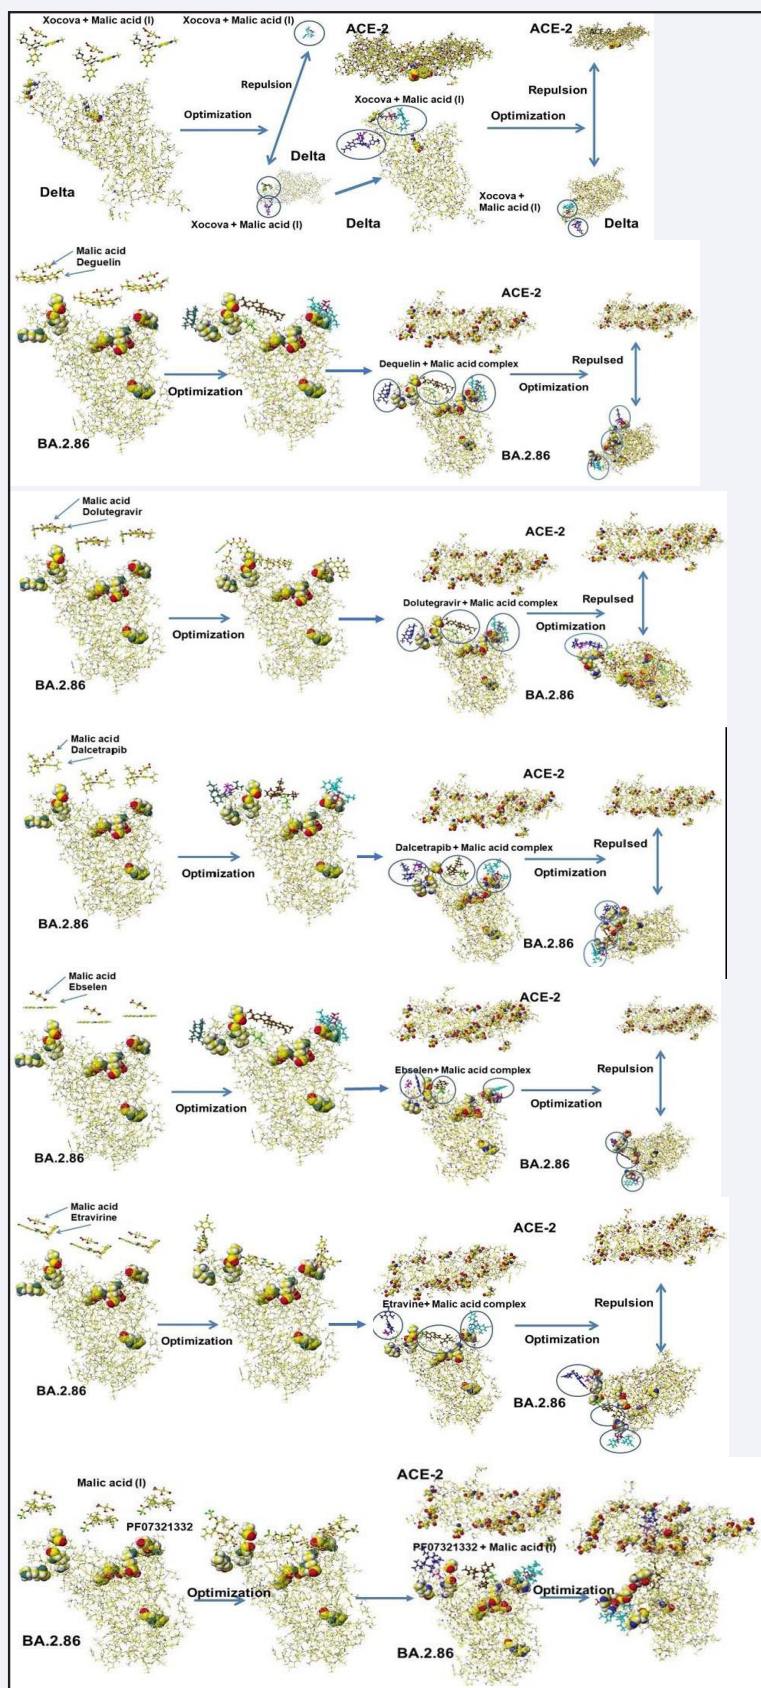 Xocova + Malic acid (I)
Xocova + Malic acid (I)
ACE-2
ACE-2
ACE-2
Repulsion
Repulsion
Xocova + Malic acid (I)
Optimization
Optimization
Delta
Delta
Xocova +
Malic acid (I)
Xocova + Malic acid (I)
Delta
Delta
Malic acid
Deguelin
ACE-2
Repulsed
Dequelin + Malic acid complex
Optimization
Optimization
BA.2.86
BA.2.86
Malic acid
Dolutegravir
ACE-2
Dolutegravir + Malic acid complex
Repulsed
Optimization
Optimization
BA.2.86
BA.2.86
Malic acid
Dalcetrapib
ACE-2
Dalcetrapib + Malic acid complex
Repulsed
Optimization
Optimization
BA.2.86
BA.2.86
Malic acid
Ebselen
ACE-2
Ebselen+ Malic acid complex
Repulsion
Optimization
Optimization
BA.2.86
BA.2.86
Malic acid
Etravirine
ACE-2
Etravine+ Malic acid complex
Repulsion
Optimization
Optimization
BA.2.86
BA.2.86
Malic acid (I)
ACE-2
PF07321332
PF07321332 + Malic acid (I)
Optimization
Optimization
BA.2.86
BA.2.86